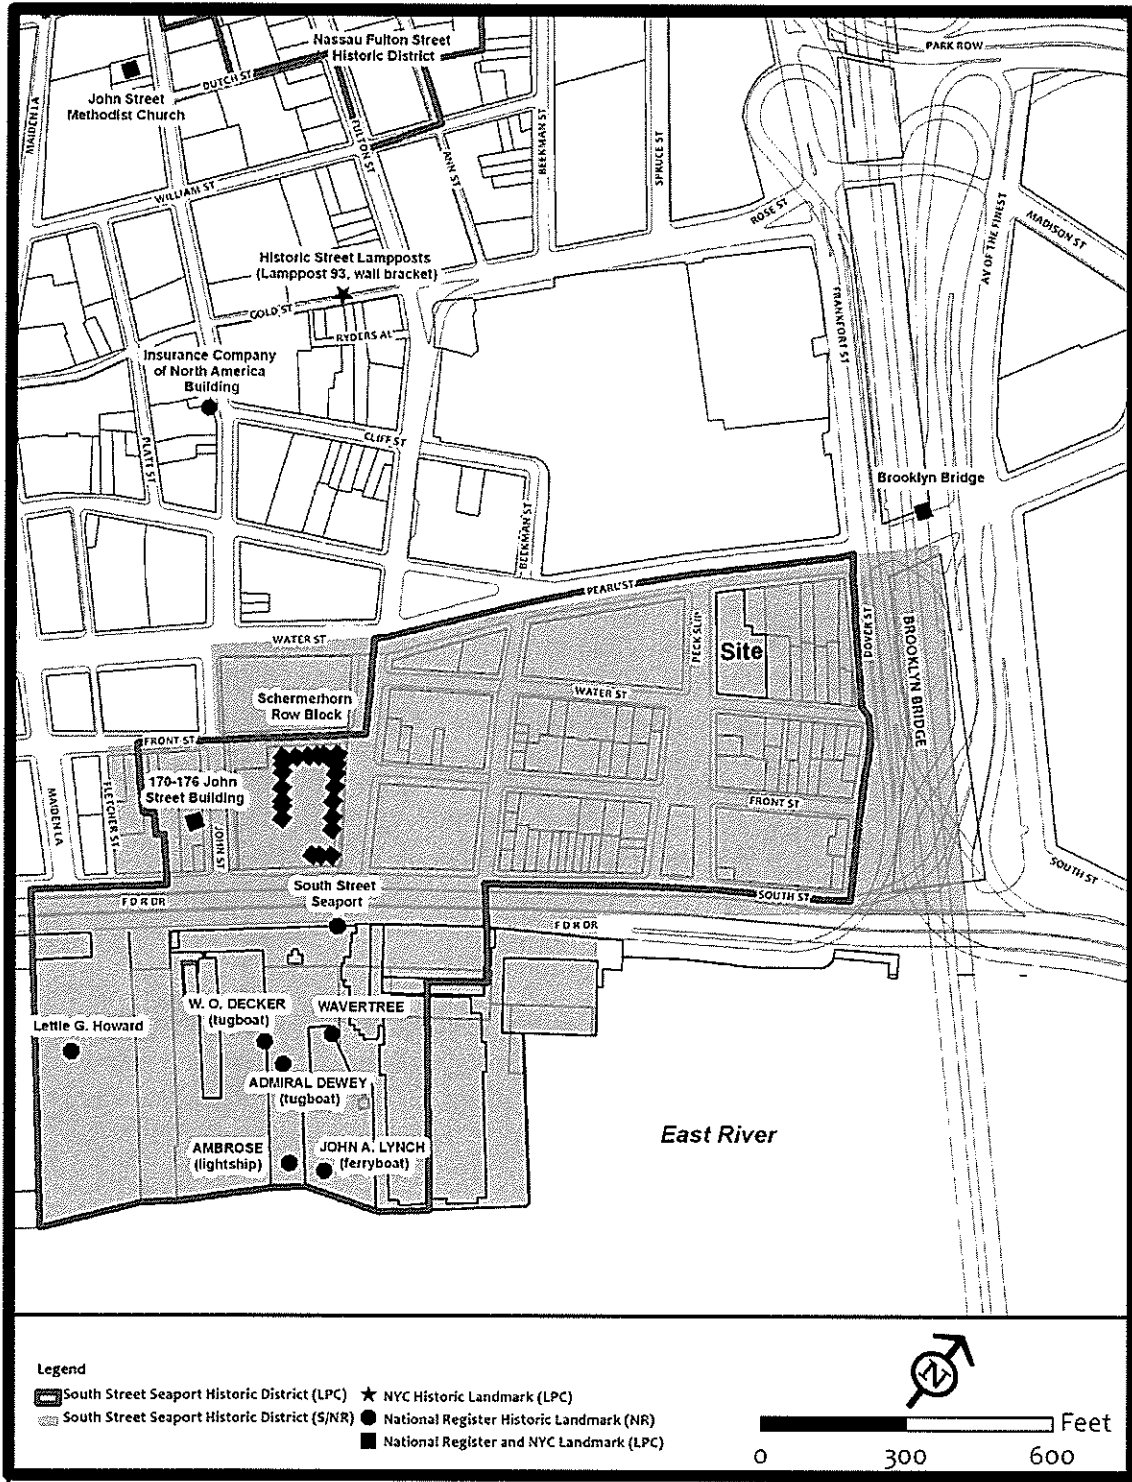 Nassau Fulton Street
Historic District
PARK ROW
DUTCH ST
John Street
Methodist Church
MAIDEN LA
FULTON ST
ANN ST
BEEKMAN ST
SPRUCE ST
WILLIAM ST
ROSE ST
AV OF THE FINEST
MADISON ST
Historic Street Lampposts
(Lamppost 93, wall bracket)
GOLD ST
RYDERS AL
FRANKFORT ST
Insurance Company
of North America
Building
CLIFF ST
PLATT ST
Brooklyn Bridge
BEEKMAN ST
PEARL ST
WATER ST
PECK SLIP
Site
DOVER ST
BROOKLYN BRIDGE
Schermerhorn
Row Block
WATER ST
FRONT ST
170-176 John
Street Building
MAIDEN LA
FLETCHER ST
JOHN ST
FRONT ST
SOUTH ST
South Street
Seaport
SOUTH ST
F D R DR
F D R DR
W. O. DECKER
(tugboat)
WAVERTREE
Lettie G. Howard
ADMIRAL DEWEY
(tugboat)
AMBROSE
(lightship)
JOHN A. LYNCH
(ferryboat)
East River
Legend
South Street Seaport Historic District (LPC)
South Street Seaport Historic District (S/NR)
NYC Historic Landmark (LPC)
National Register Historic Landmark (NR)
National Register and NYC Landmark (LPC)
N
Feet
0 300 600